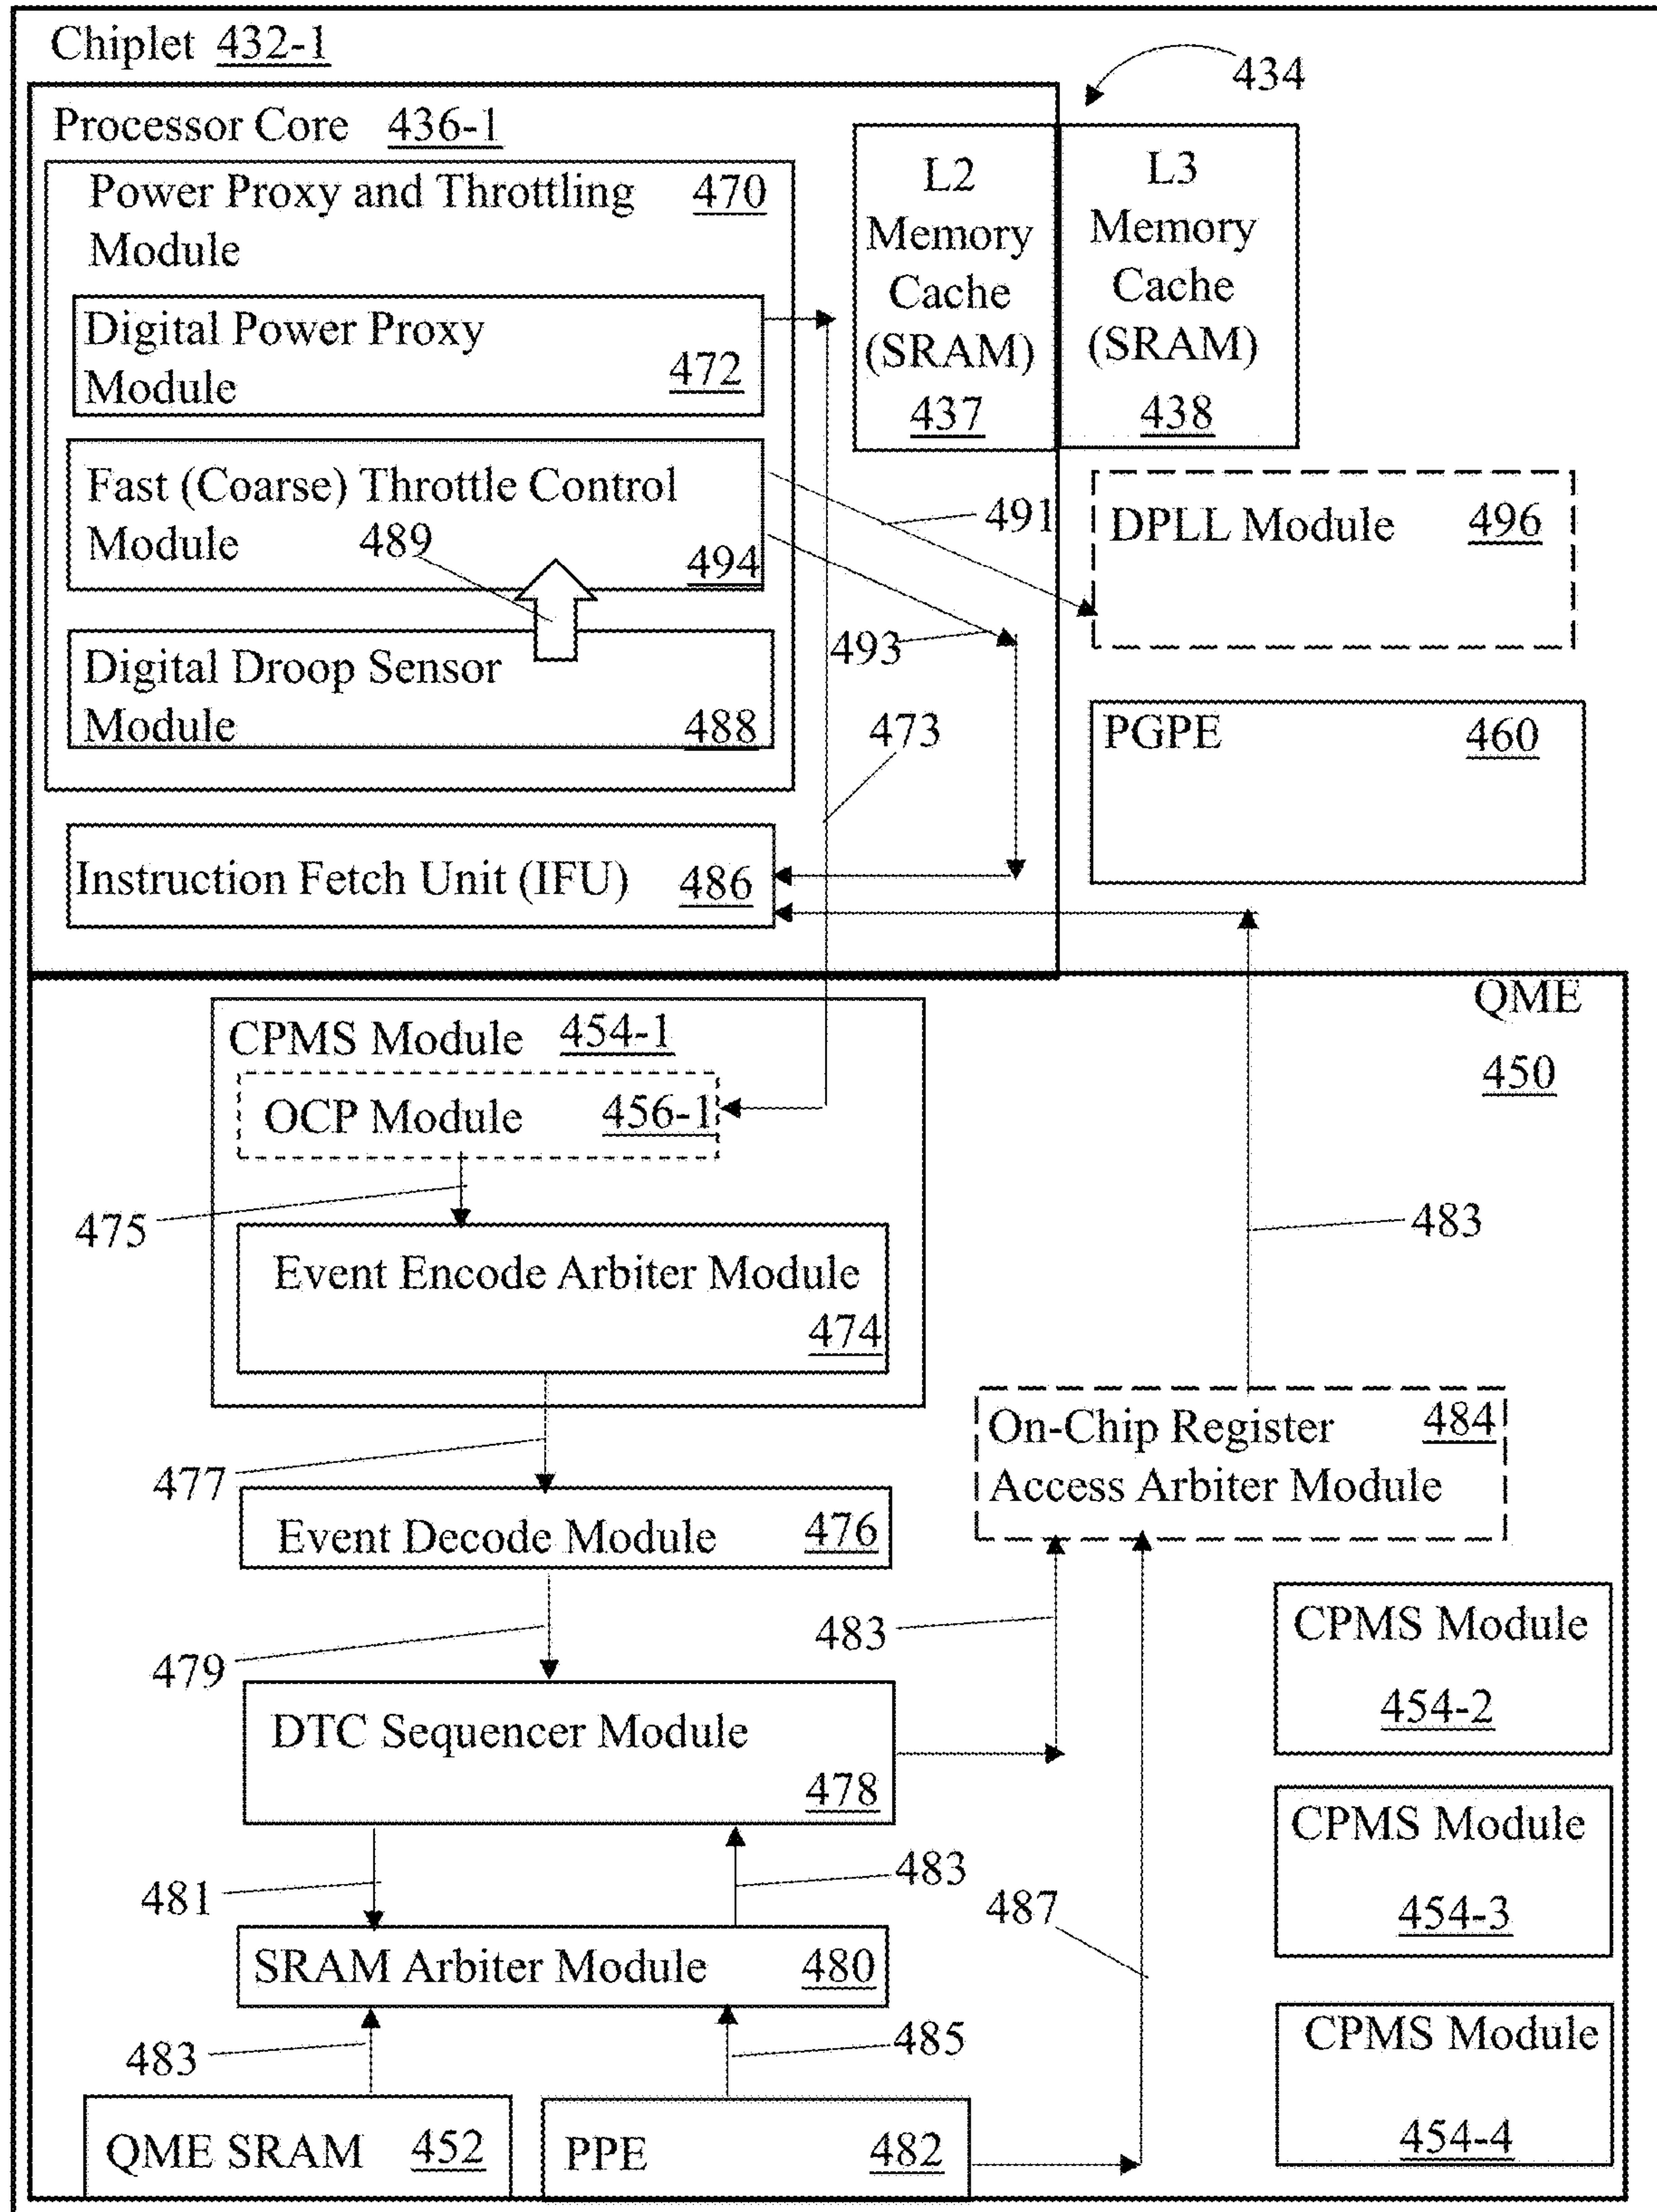 Chiplet 432-1
434
Processor Core 436-1
Power Proxy and Throttling 470
Module
Digital Power Proxy
Module 472
Fast (Coarse) Throttle Control
Module 489 494
Digital Droop Sensor
Module 488
Instruction Fetch Unit (IFU) 486
L2
Memory
Cache
(SRAM)
437
L3
Memory
Cache
(SRAM)
438
491
DPLL Module 496
493
473
PGPE 460
QME
450
CPMS Module 454-1
OCP Module 456-1
475
Event Encode Arbiter Module
474
483
477
On-Chip Register 484
Access Arbiter Module
Event Decode Module 476
479
483
DTC Sequencer Module
478
CPMS Module
454-2
CPMS Module
454-3
CPMS Module
454-4
481
483
487
SRAM Arbiter Module 480
483
485
QME SRAM 452
PPE 482